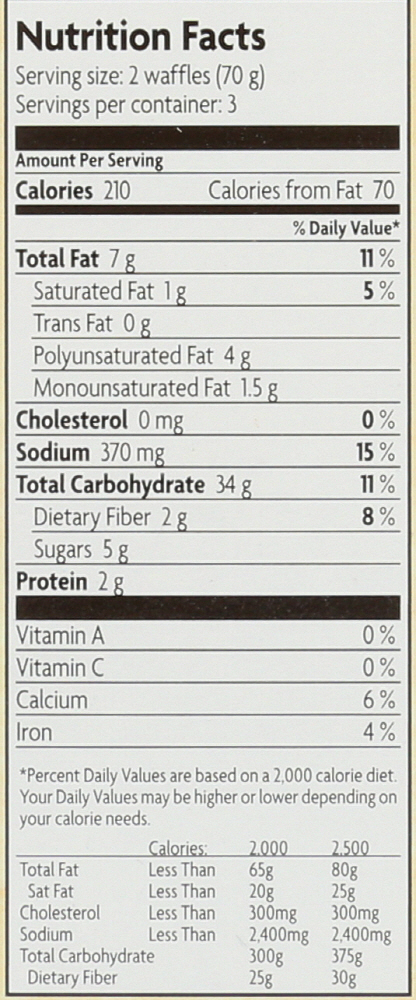 Nutrition Facts
Serving size: 2 waffles (70 g)
Servings per container: 3
Amount Per Serving
Calories 210 Calories from Fat 70
% Daily Value*
Total Fat 7 g 11 %
Saturated Fat 1 g 5 %
Trans Fat 0 g
Polyunsaturated Fat 4 g
Monounsaturated Fat 1.5 g
Cholesterol 0 mg 0 %
Sodium 370 mg 15 %
Total Carbohydrate 34 g 11 %
Dietary Fiber 2 g 8 %
Sugars 5 g
Protein 2 g
Vitamin A 0 %
Vitamin C 0 %
Calcium 6 %
Iron 4 %
*Percent Daily Values are based on a 2,000 calorie diet.
Your Daily Values may be higher or lower depending on
your calorie needs.
Calories: 2.000 2.500
Total Fat Less Than 65g 80g
Sat Fat Less Than 20g 25g
Cholesterol Less Than 300mg 300mg
Sodium Less Than 2,400mg 2,400mg
Total Carbohydrate 300g 375g
Dietary Fiber 25g 30g